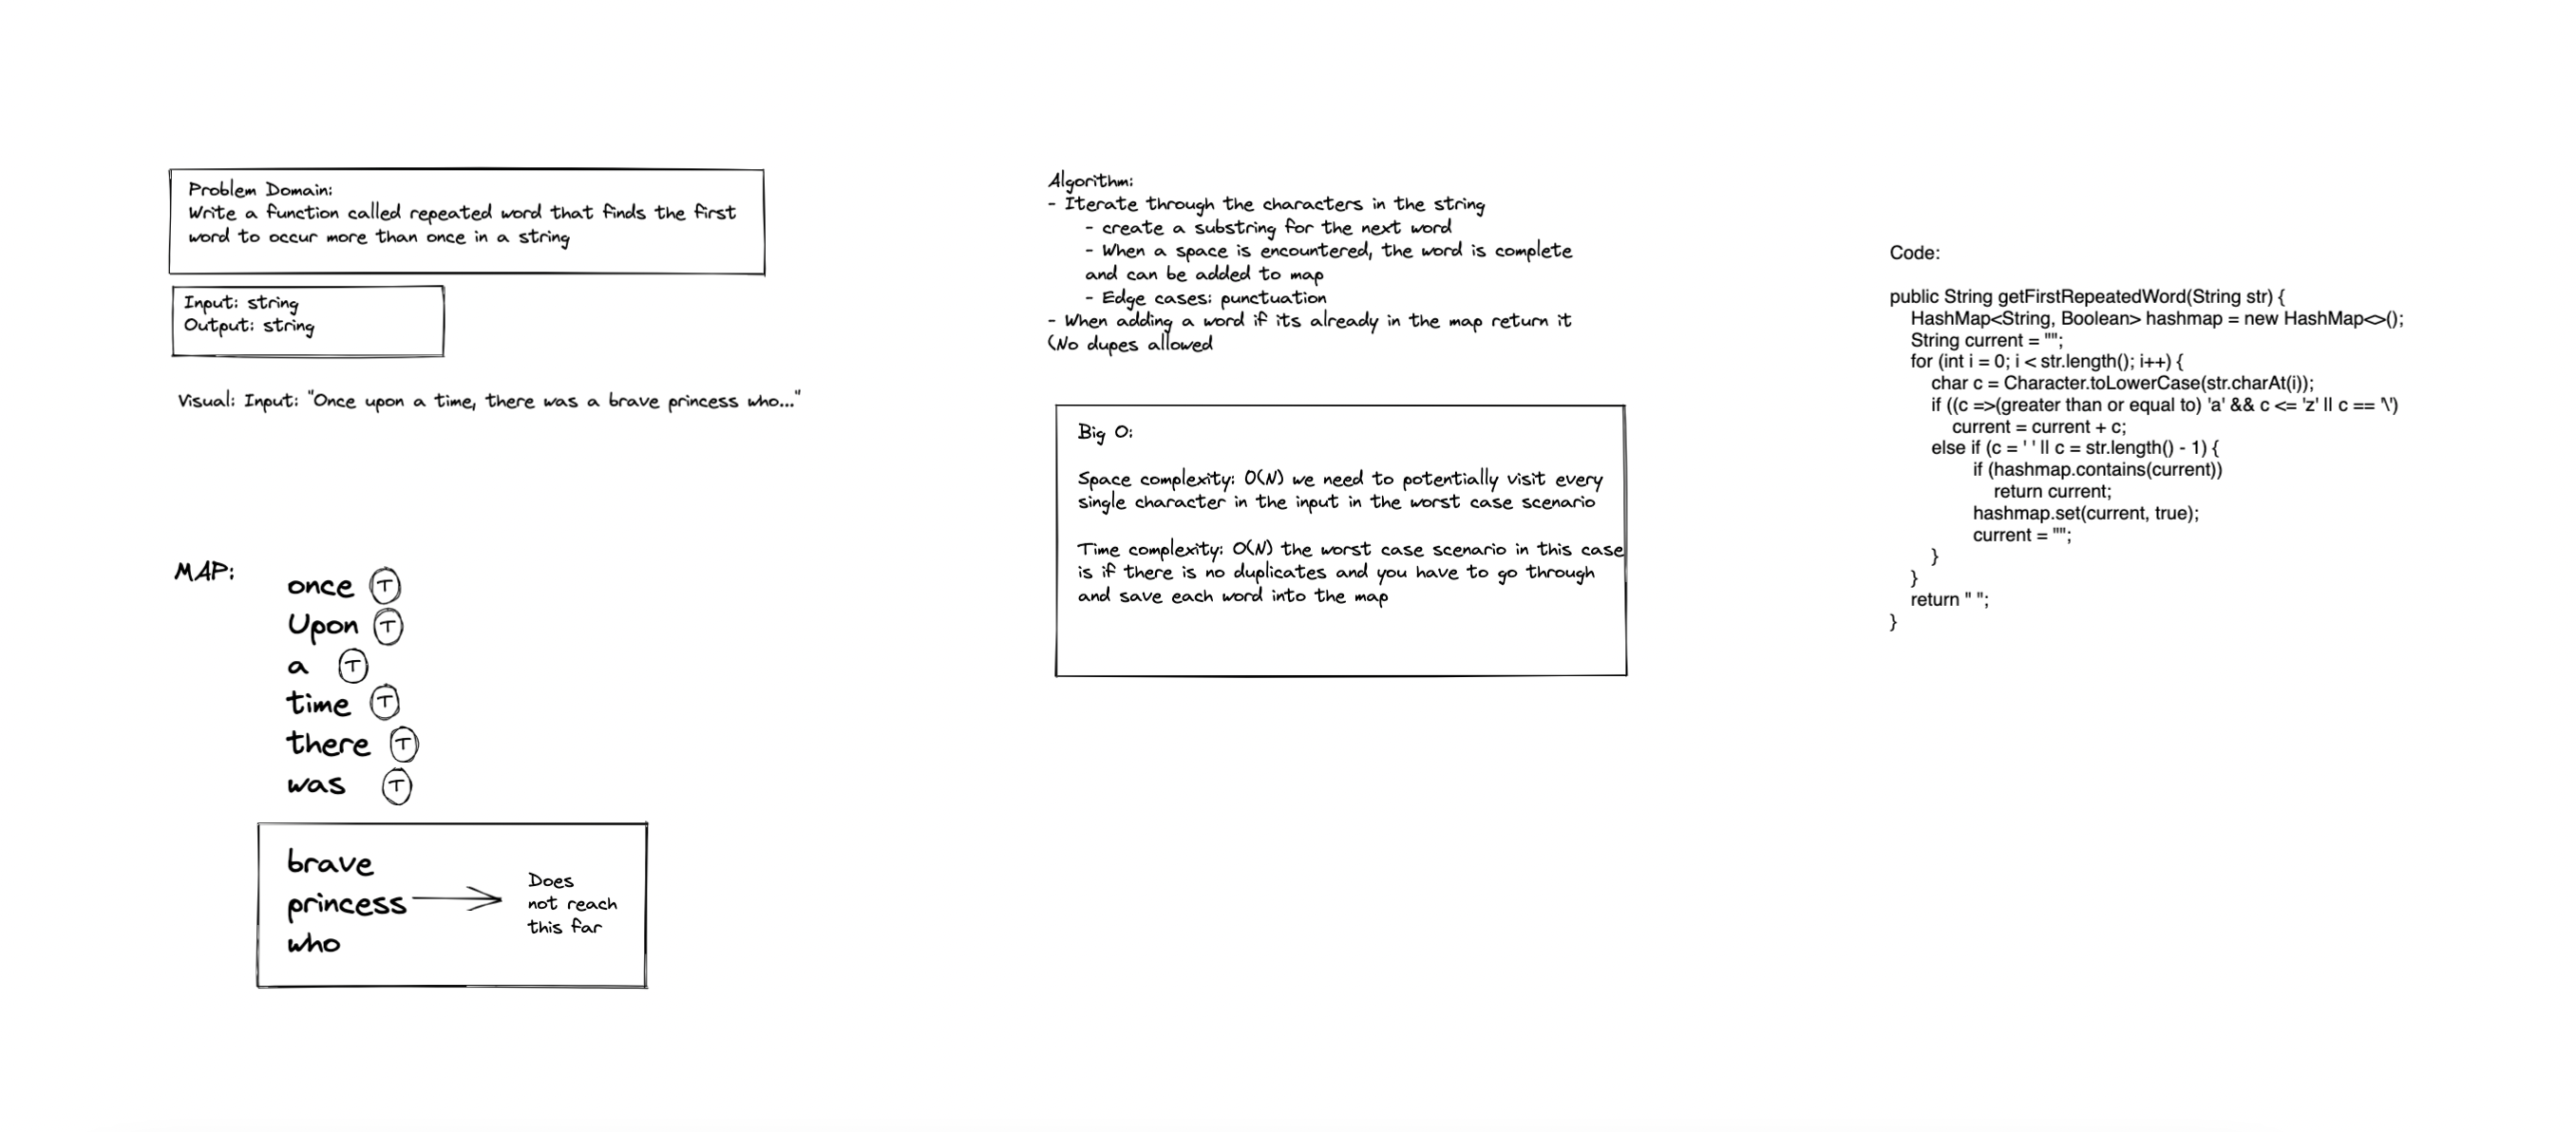 Problem Domain:
Write a function called repeated word that finds the first
word to occur more than once in a string
Input: string
Output: string
Visual: Input: "Once upon a time, there was a brave princess who..."
MAP:
once T
Upon T
a T
time T
there T
was T
brave
princess
who
Does
not reach
this far
Algorithm:
- Iterate through the characters in the string
- create a substring for the next word
- When a space is encountered, the word is complete
and can be added to map
- Edge cases: punctuation
- When adding a word if its already in the map return it
(No dupes allowed
Big O:
Space complexity: O(N) we need to potentially visit every
single character in the input in the worst case scenario
Time complexity: O(N) the worst case scenario in this case
is if there is no duplicates and you have to go through
and save each word into the map
Code:
public String getFirstRepeatedWord(String str) {
HashMap<String, Boolean> hashmap = new HashMap<>();
String current = "";
for (int i = 0; i < str.length(); i++) {
char c = Character.toLowerCase(str.charAt(i));
if ((c =>(greater than or equal to) 'a' && c <= 'z' || c == '\')
current = current + c;
else if (c = ' ' || c = str.length() - 1) {
if (hashmap.contains(current))
return current;
hashmap.set(current, true);
current = "";
}
}
return " ";
}